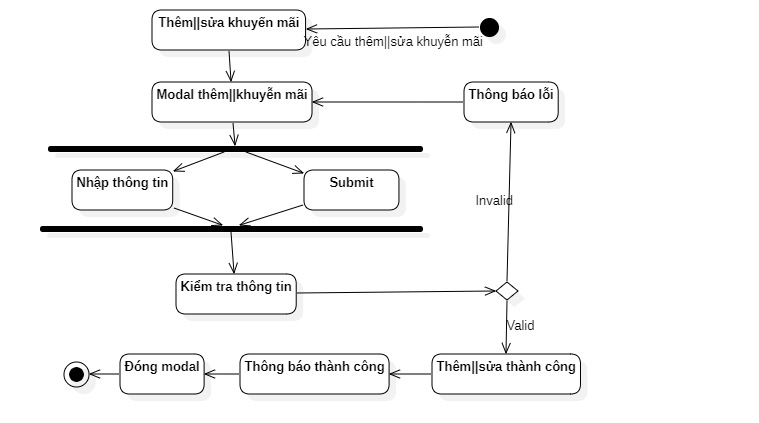 Thêm||sửa khuyến mãi
Yêu cầu thêm||sửa khuyễn mãi
Modal thêm||khuyễn mãi
Thông báo lỗi
Nhập thông tin
Submit
Invalid
Kiểm tra thông tin
Valid
Đóng modal
Thông báo thành công
Thêm||sửa thành công